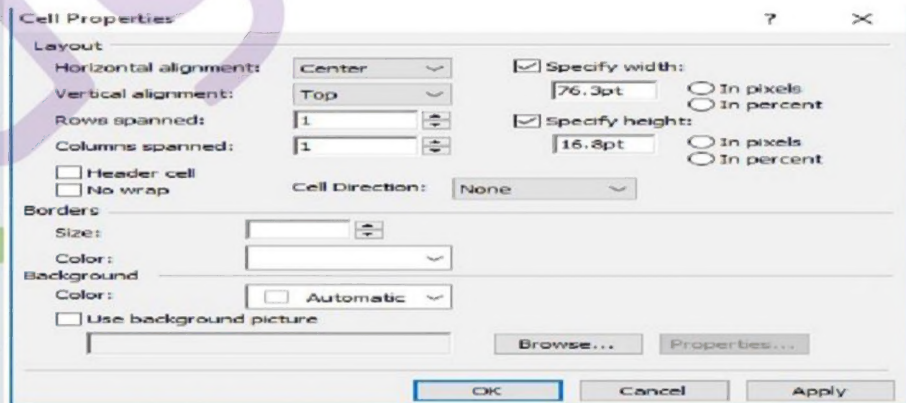 Cell Properties ? ×
Layout
Horizontal alignment: Center
Specify width:
Vertical alignment: Top
76.3pt In pixels
In percent
Rows spanned: 1
Specify height:
Columns spanned: 1
16.8pt In pixels
In percent
Header cell
No wrap
Cell Direction: None
Borders
Size:
Color:
Background
Color: Automatic
Use background picture
Browse... Properties...
OK Cancel Apply